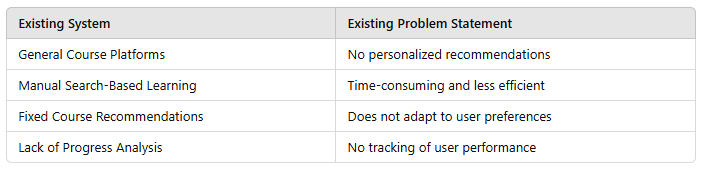 Existing System Existing Problem Statement
General Course Platforms No personalized recommendations
Manual Search-Based Learning Time-consuming and less efficient
Fixed Course Recommendations Does not adapt to user preferences
Lack of Progress Analysis No tracking of user performance